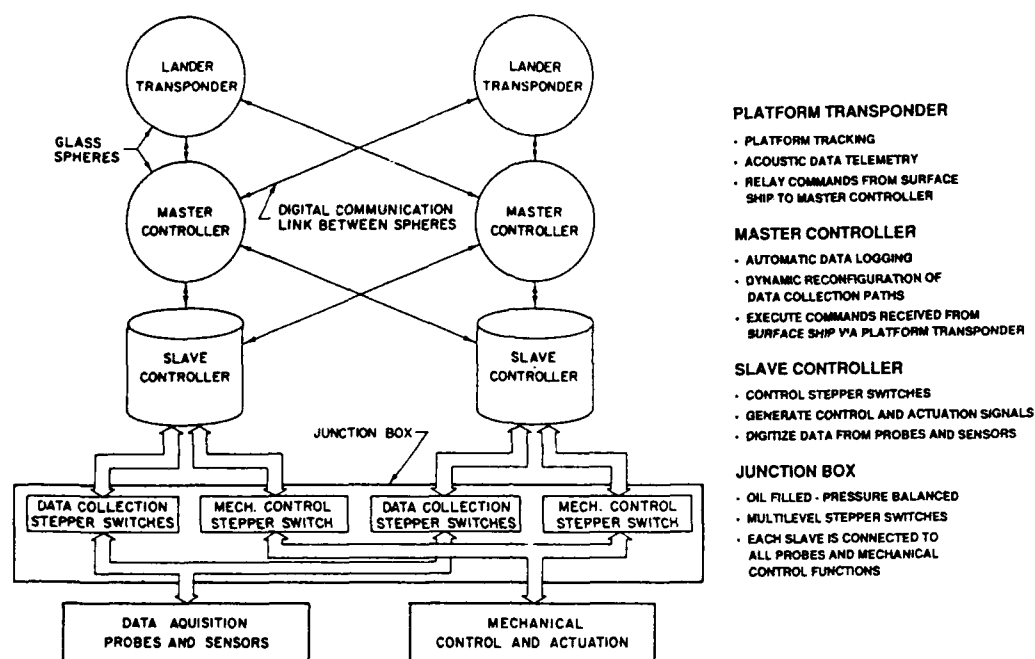 LANDER
TRANSPONDER
LANDER
TRANSPONDER
GLASS
SPHERES
MASTER
CONTROLLER
DIGITAL COMMUNICATION
LINK BETWEEN SPHERES
MASTER
CONTROLLER
SLAVE
CONTROLLER
SLAVE
CONTROLLER
JUNCTION BOX
DATA COLLECTION
STEPPER SWITCHES
MECH. CONTROL
STEPPER SWITCH
DATA COLLECTION
STEPPER SWITCHES
MECH. CONTROL
STEPPER SWITCH
DATA AQUISITION
PROBES AND SENSORS
MECHANICAL
CONTROL AND ACTUATION
PLATFORM TRANSPONDER
• PLATFORM TRACKING
• ACOUSTIC DATA TELEMETRY
• RELAY COMMANDS FROM SURFACE
SHIP TO MASTER CONTROLLER
MASTER CONTROLLER
• AUTOMATIC DATA LOGGING
• DYNAMIC RECONFIGURATION OF
DATA COLLECTION PATHS
• EXECUTE COMMANDS RECEIVED FROM
SURFACE SHIP VIA PLATFORM TRANSPONDER
SLAVE CONTROLLER
• CONTROL STEPPER SWITCHES
• GENERATE CONTROL AND ACTUATION SIGNALS
• DIGITIZE DATA FROM PROBES AND SENSORS
JUNCTION BOX
• OIL FILLED - PRESSURE BALANCED
• MULTILEVEL STEPPER SWITCHES
• EACH SLAVE IS CONNECTED TO
ALL PROBES AND MECHANICAL
CONTROL FUNCTIONS